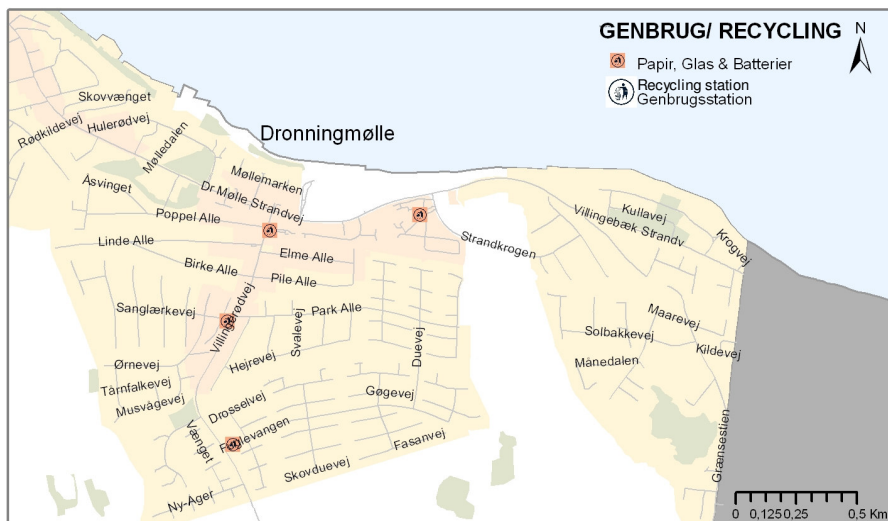 GENBRUG/ RECYCLING
N
Papir, Glas & Batterier
Recycling station
Genbrugsstation
Dronningmølle
Skovvænget
Hulerødvej
Rødkildevej
Mølledalen
Åsvinget
Møllemarken
Dr Mølle Strandvej
Poppel Alle
Linde Alle
Elme Alle
Birke Alle
Pile Alle
Strandkrogen
Villingebæk Strandv
Kullavej
Krogvej
Sanglærkevej
Villingerødvej
Svalevej
Park Alle
Duevej
Maarevej
Solbakkevej
Kildevej
Månedalen
Ørnevej
Tårnfalkevej
Musvågevej
Hejrevej
Drosselvej
Gøgevej
Vænget
Fuglevangen
Fasanvej
Skovduevej
Ny-Ager
Grænsestien
0 0,125 0,25 0,5 Km